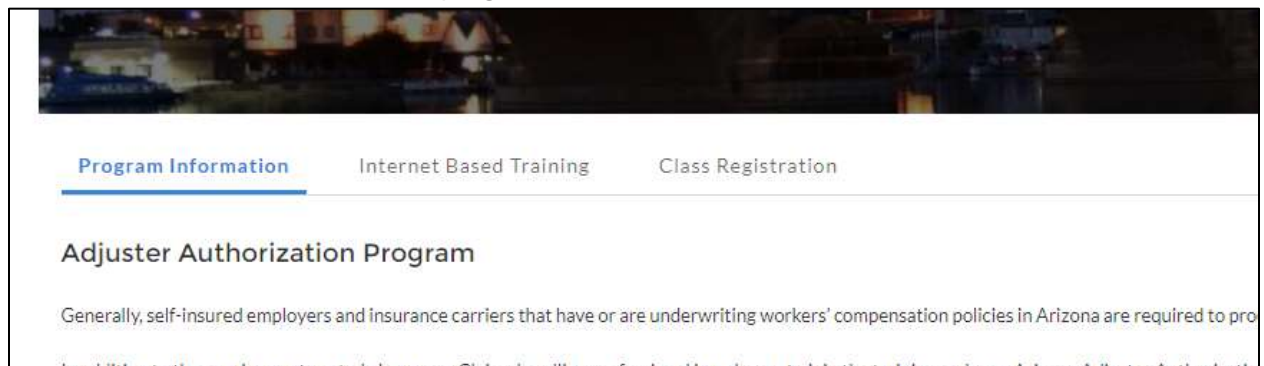 Program Information Internet Based Training Class Registration
Adjuster Authorization Program
Generally, self-insured employers and insurance carriers that have or are underwriting workers' compensation policies in Arizona are required to pro